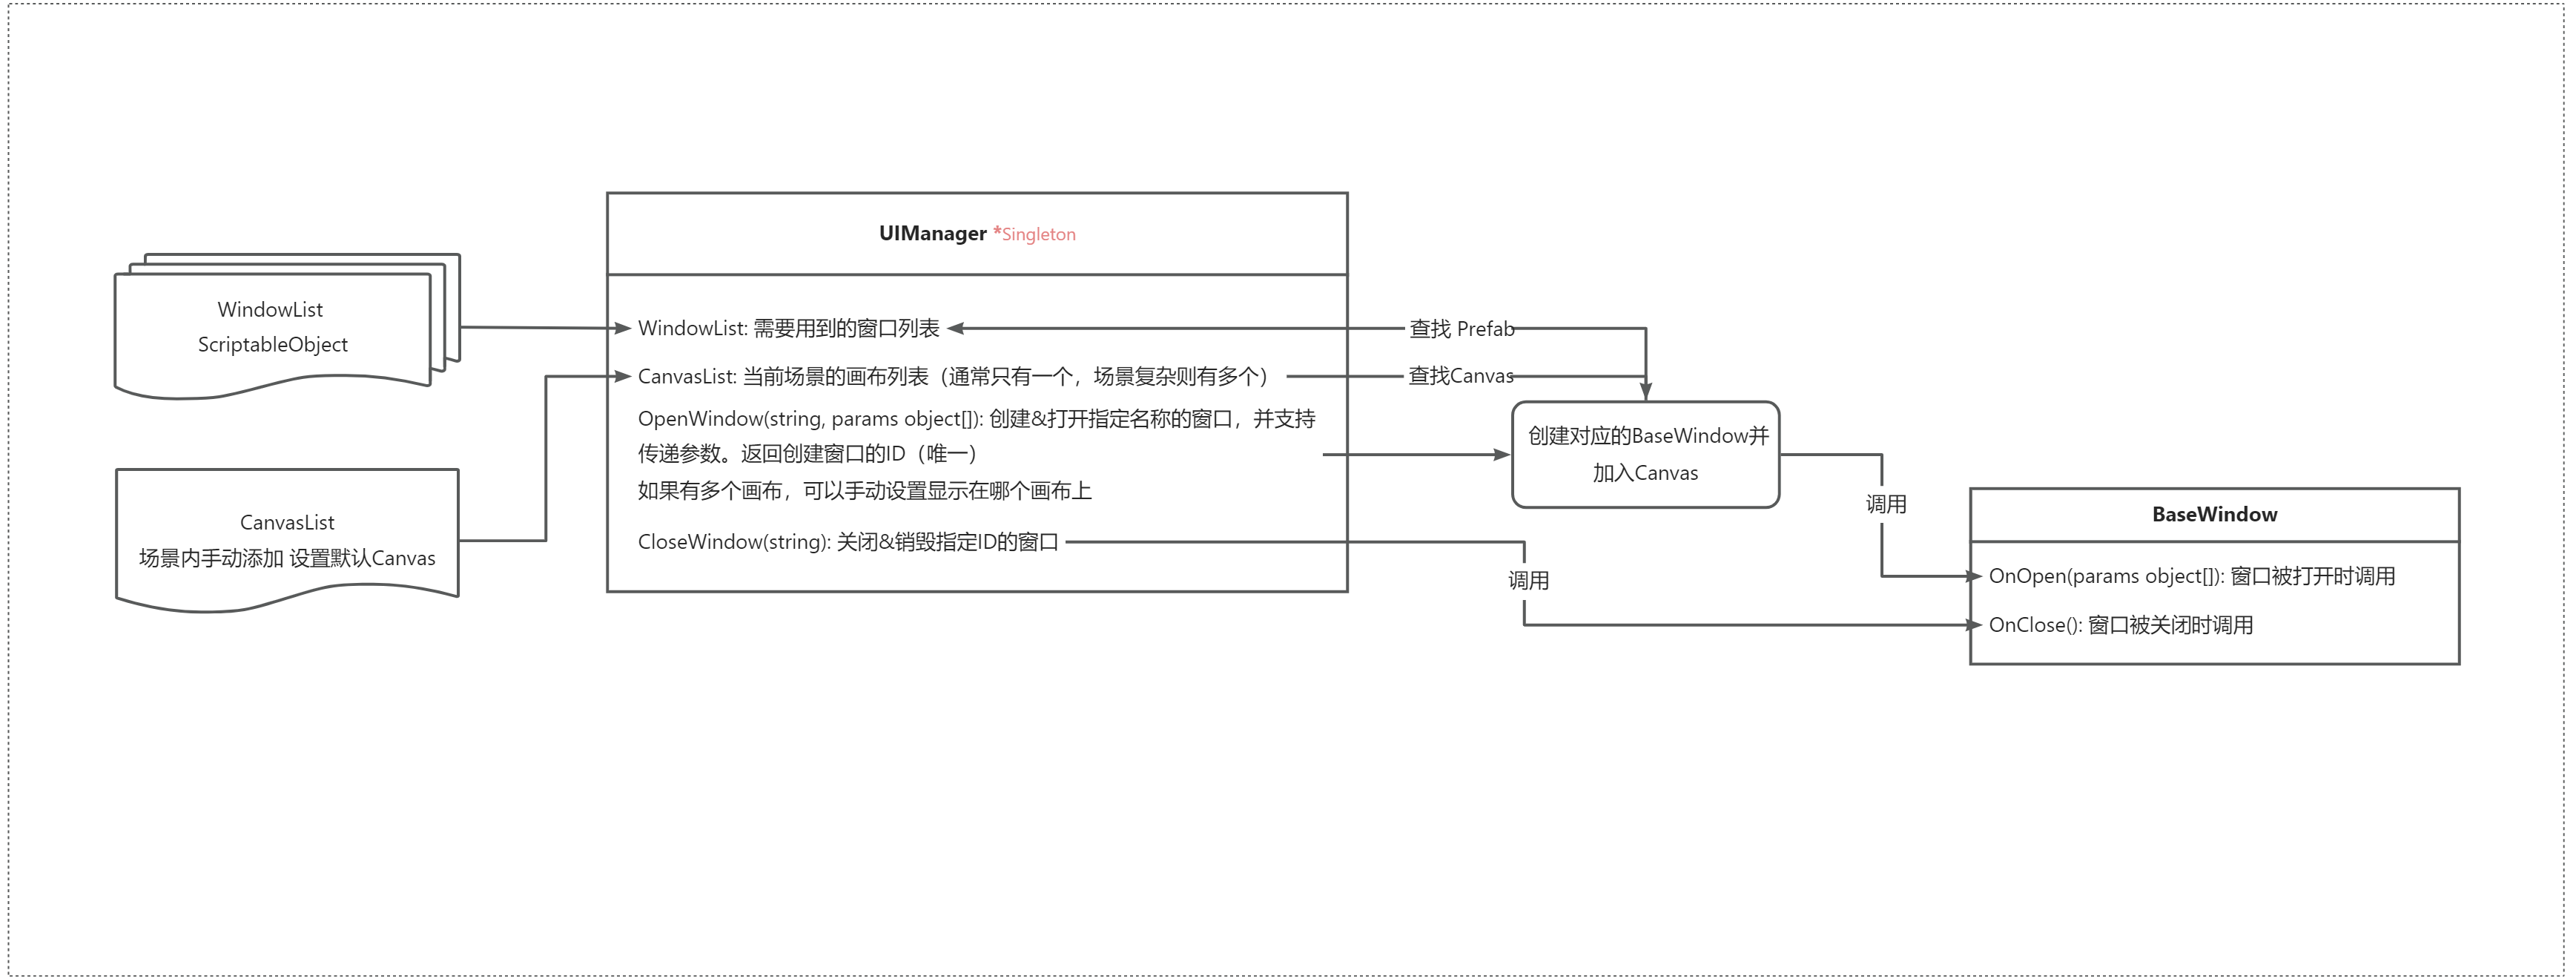 UIManager *Singleton
WindowList
ScriptableObject
WindowList: 需要用到的窗口列表
查找 Prefab
CanvasList: 当前场景的画布列表（通常只有一个，场景复杂则有多个）
查找Canvas
OpenWindow(string, params object[]): 创建&打开指定名称的窗口，并支持
传递参数。返回创建窗口的ID（唯一）
如果有多个画布，可以手动设置显示在哪个画布上
创建对应的BaseWindow并
加入Canvas
CanvasList
场景内手动添加 设置默认Canvas
CloseWindow(string): 关闭&销毁指定ID的窗口
调用
调用
BaseWindow
OnOpen(params object[]): 窗口被打开时调用
OnClose(): 窗口被关闭时调用